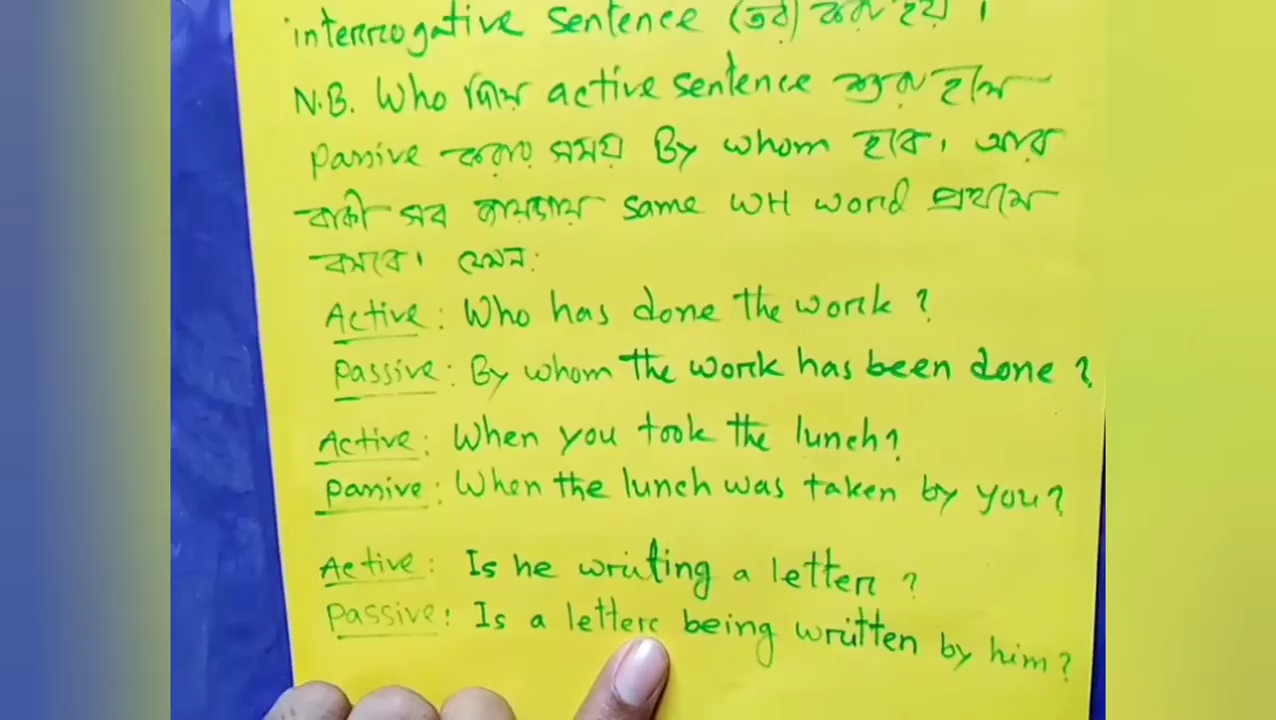 interrogative sentence (তৈরী) করা হয়।
N.B. Who দিয়ে active sentence শুরু হলে
passive করার সময় By whom হবে। আর
বাকী সব জায়গায় same WH word প্রথমে
বসবে। যেমন:
Active: Who has done the work?
Passive: By whom the work has been done?
Active: When you took the lunch?
Passive: When the lunch was taken by you?
Active: Is he writing a letter?
Passive: Is a letter being written by him?